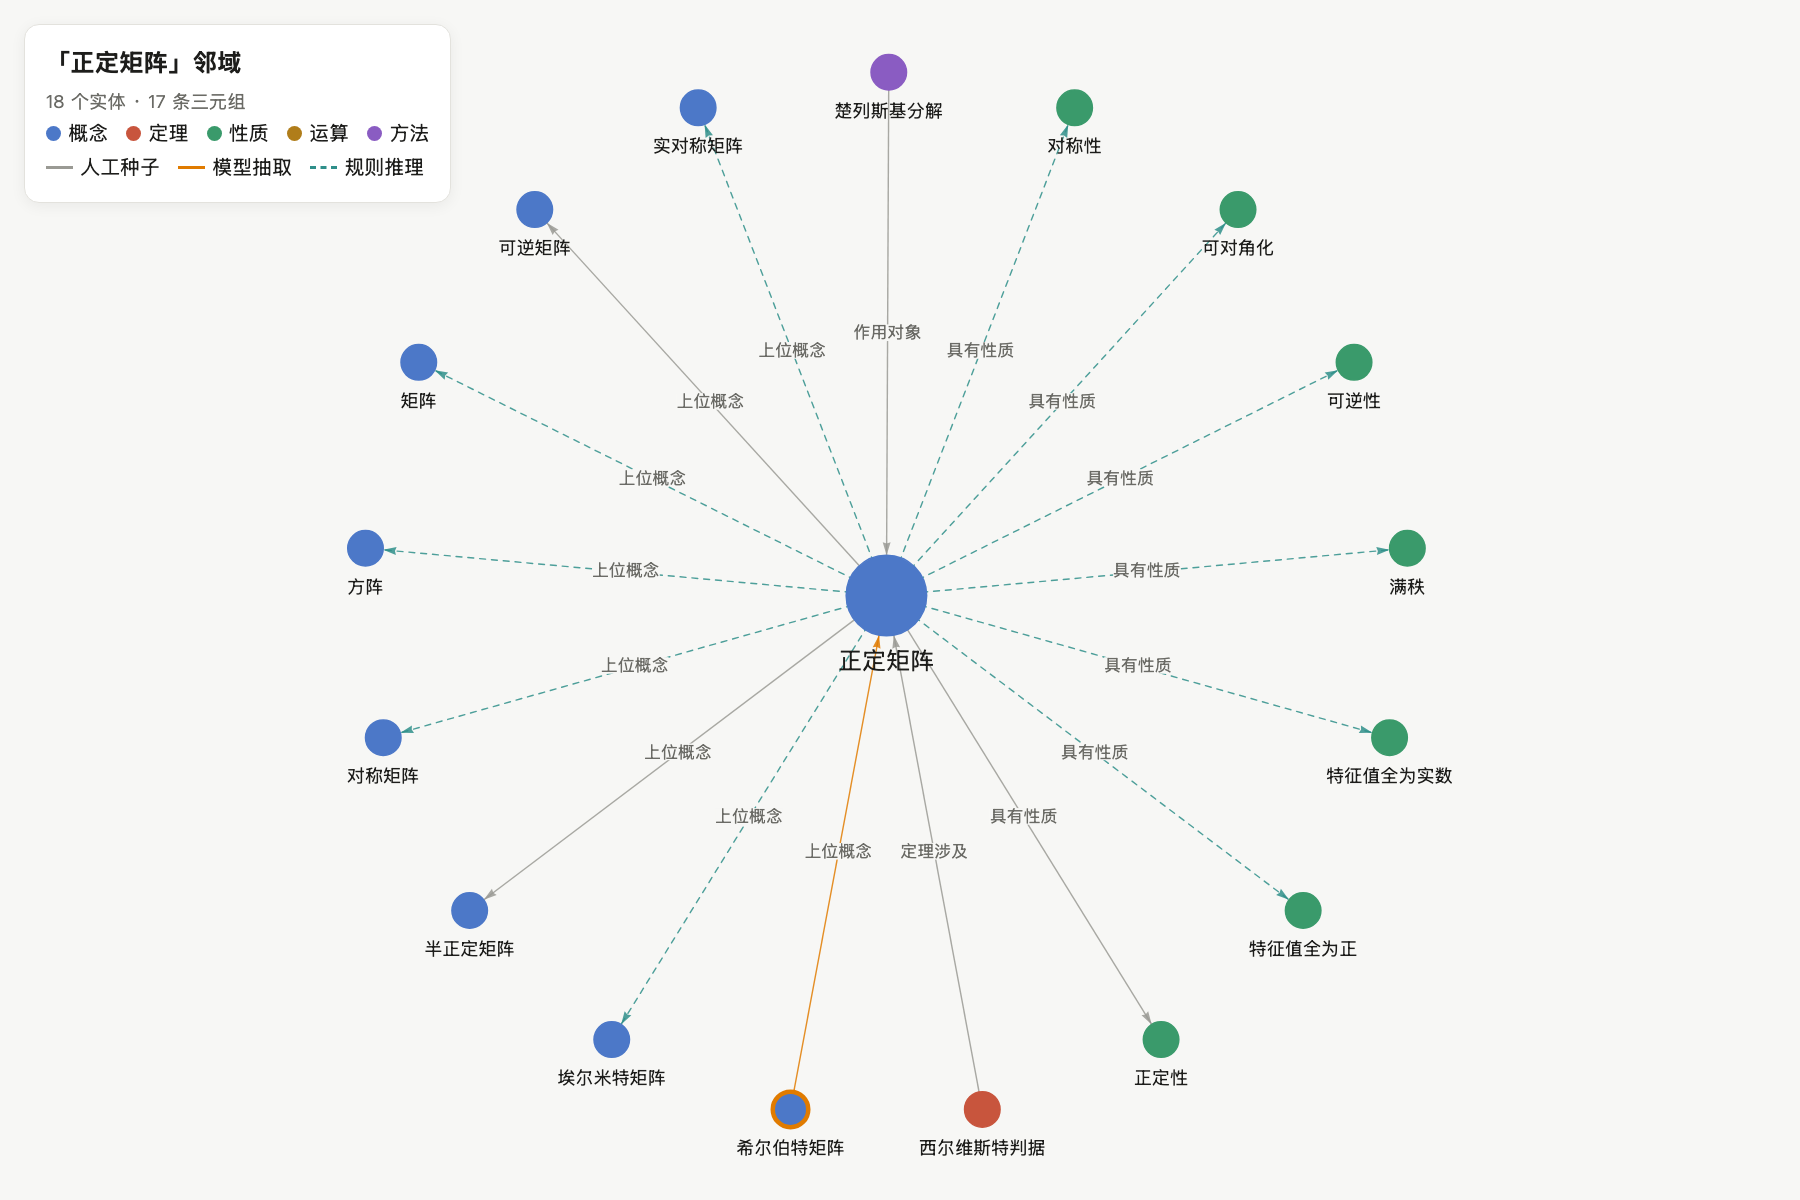 「正定矩阵」邻域
18 个实体 · 17 条三元组
概念 定理 性质 运算 方法
人工种子 模型抽取 规则推理
楚列斯基分解
实对称矩阵
对称性
可逆矩阵
可对角化
作用对象
上位概念
具有性质
矩阵
上位概念
具有性质
可逆性
上位概念
具有性质
上位概念
具有性质
方阵
满秩
正定矩阵
上位概念
具有性质
上位概念
具有性质
对称矩阵
特征值全为实数
上位概念
具有性质
上位概念
定理涉及
半正定矩阵
特征值全为正
埃尔米特矩阵
正定性
希尔伯特矩阵
西尔维斯特判据